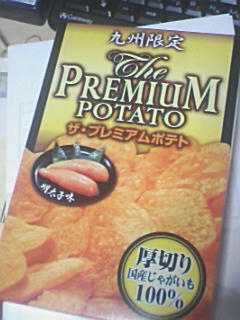 Gateway
九州限定
The
PREMIUM
POTATO
ザ・プレミアムポテト
明太子味
厚切り
国産じゃがいも
100%